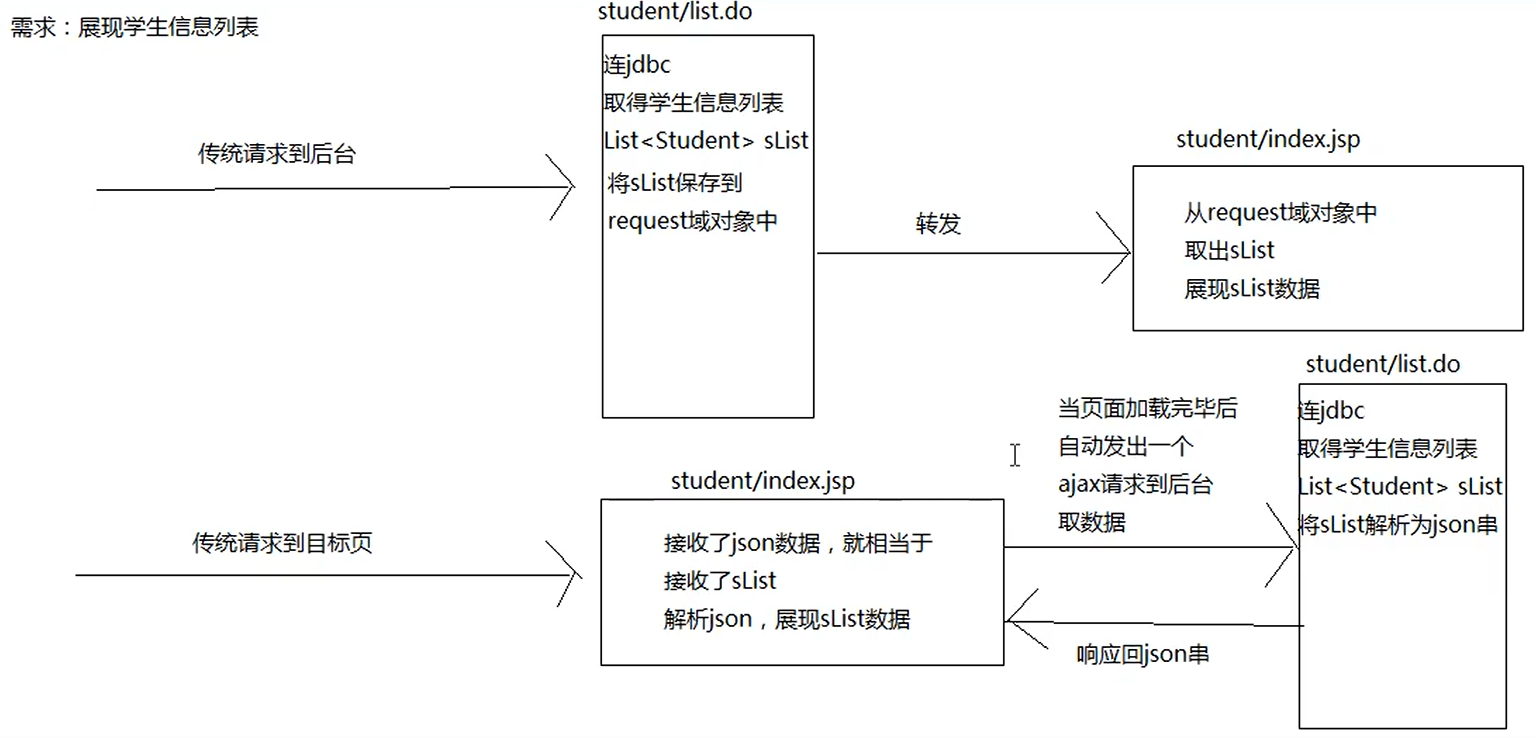 需求：展现学生信息列表
student/list.do
连jdbc
取得学生信息列表
List<Student> sList
将sList保存到
request域对象中
传统请求到后台
转发
student/index.jsp
从request域对象中
取出sList
展现sList数据
传统请求到目标页
student/index.jsp
接收了json数据，就相当于
接收了sList
解析json，展现sList数据
当页面加载完毕后
自动发出一个
ajax请求到后台
取数据
student/list.do
连jdbc
取得学生信息列表
List<Student> sList
将sList解析为json串
响应回json串